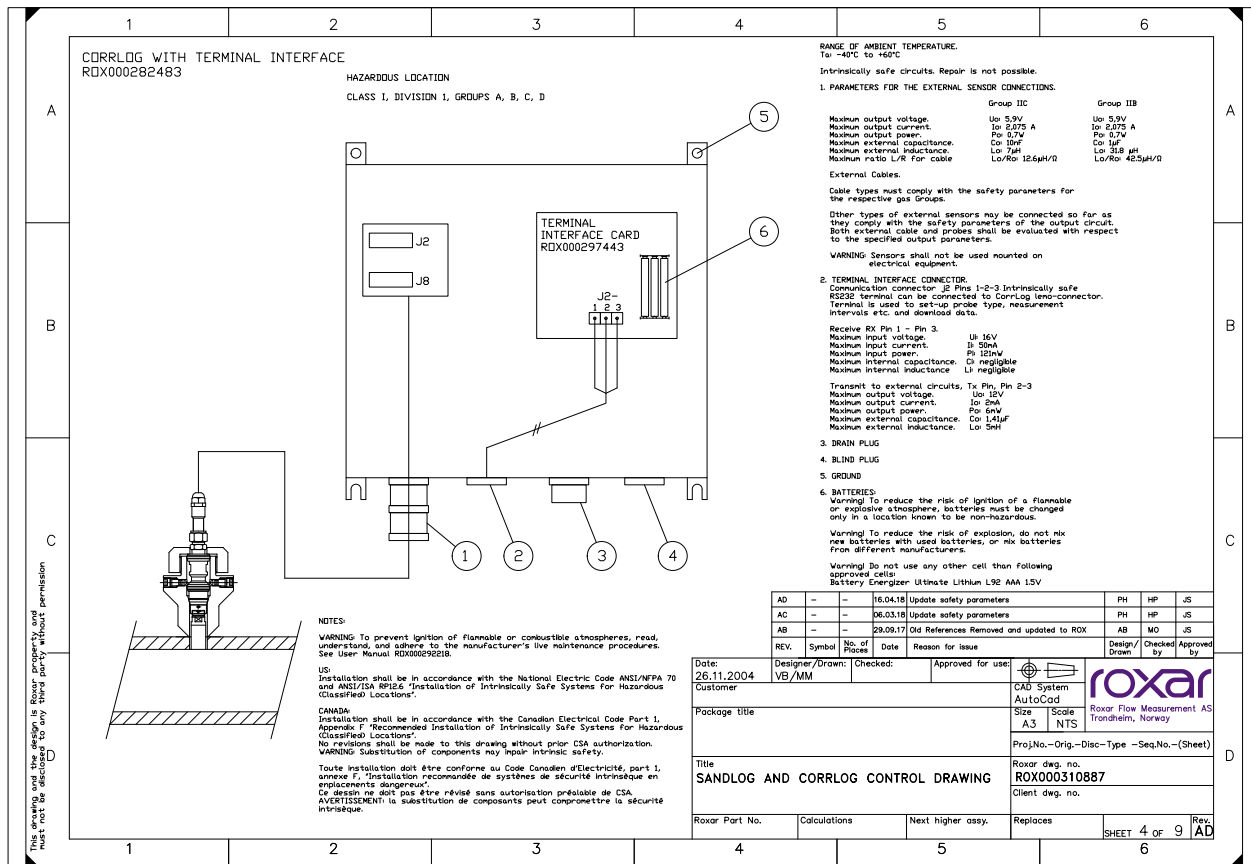 1 2 3 4 5 6
CORRLOG WITH TERMINAL INTERFACE
ROX000282483
HAZARDOUS LOCATION
CLASS I, DIVISION 1, GROUPS A, B, C, D
A
B
C
D
A
B
C
D
5
6
J2
J8
TERMINAL
INTERFACE CARD
ROX000297443
J2-
1 2 3
1
2
3
4
RANGE OF AMBIENT TEMPERATURE.
Ta: -40°C to +60°C
Intrinsically safe circuits. Repair is not possible.
1. PARAMETERS FOR THE EXTERNAL SENSOR CONNECTIONS.
Group IIC Group IIB
Maximum output voltage. Uo: 5,9V Uo: 5,9V
Maximum output current. Io: 2,075 A Io: 2,075 A
Maximum output power. Po: 0,7W Po: 0,7W
Maximum external capacitance. Co: 10nF Co: 1µF
Maximum external inductance. Lo: 7µH Lo: 31.8 µH
Maximum ratio L/R for cable Lo/Ro: 12.6µH/Ω Lo/Ro: 42.5µH/Ω
External Cables.
Cable types must comply with the safety parameters for
the respective gas Groups.
Other types of external sensors may be connected so far as
they comply with the safety parameters of the output circuit.
Both external cable and probes shall be evaluated with respect
to the specified output parameters.
WARNING: Sensors shall not be used mounted on
electrical equipment.
2. TERMINAL INTERFACE CONNECTOR.
Communication connector j2 Pins 1-2-3. Intrinsically safe
RS232 terminal can be connected to CorrLog lemo-connector.
Terminal is used to set-up probe type, measurement
intervals etc. and download data.
Receive RX Pin 1 - Pin 3.
Maximum input voltage. Ui: 16V
Maximum input current. Ii: 50mA
Maximum input power. Pi: 121mW
Maximum internal capacitance. Ci: negligible
Maximum internal inductance Li: negligible
Transmit to external circuits, Tx Pin, Pin 2-3
Maximum output voltage. Uo: 12V
Maximum output current. Io: 2mA
Maximum output power. Po: 6mW
Maximum external capacitance. Co: 1,41µF
Maximum external inductance. Lo: 5mH
3. DRAIN PLUG
4. BLIND PLUG
5. GROUND
6. BATTERIES:
Warning! To reduce the risk of ignition of a flammable
or explosive atmosphere, batteries must be changed
only in a location known to be non-hazardous.
Warning! To reduce the risk of explosion, do not mix
new batteries with used batteries, or mix batteries
from different manufacturers.
Warning! Do not use any other cell than following
approved cells:
Battery Energizer Ultimate Lithium L92 AAA 1.5V
NOTES:
WARNING: To prevent ignition of flammable or combustible atmospheres, read,
understand, and adhere to the manufacturer's live maintenance procedures.
See User Manual ROX000292218.
US:
Installation shall be in accordance with the National Electric Code ANSI/NFPA 70
and ANSI/ISA RP12.6 "Installation of Intrinsically Safe Systems for Hazardous
(Classified) Locations".
CANADA:
Installation shall be in accordance with the Canadian Electrical Code Part 1,
Appendix F "Recommended Installation of Intrinsically Safe Systems for Hazardous
(Classified) Locations".
No revisions shall be made to this drawing without prior CSA authorization.
WARNING: Substitution of components may impair intrinsic safety.
Toute installation doit être conforme au Code Canadien d'Electricité, part 1,
annexe F, "Installation recommandée de systèmes de sécurité intrinsèque en
enplacements dangereux".
Ce dessin ne doit pas être révisé sans autorisation préalable de CSA.
AVERTISSEMENT: la substitution de composants peut compromettre la sécurité
intrisèque.
This drawing and the design is Roxar property and
must not be disclosed to any third party without permission
AD - - 16.04.18 Update safety parameters PH HP JS
AC - - 06.03.18 Update safety parameters PH HP JS
AB - - 29.09.17 Old References Removed and updated to ROX AB MO JS
REV. Symbol No. of Places Date Reason for issue Design/Drawn Checked by Approved by
Date: Designer/Drawn: Checked: Approved for use:
26.11.2004 VB/MM
Customer
Package title
CAD System
AutoCad
Size Scale
A3 NTS
roxar
Roxar Flow Measurement AS
Trondheim, Norway
Proj.No.-Orig.-Disc-Type -Seq.No.-(Sheet)
Title
SANDLOG AND CORRLOG CONTROL DRAWING
Roxar dwg. no.
ROX000310887
Client dwg. no.
Roxar Part No. Calculations Next higher assy. Replaces
SHEET 4 OF 9
Rev.
AD
1 2 3 4 5 6